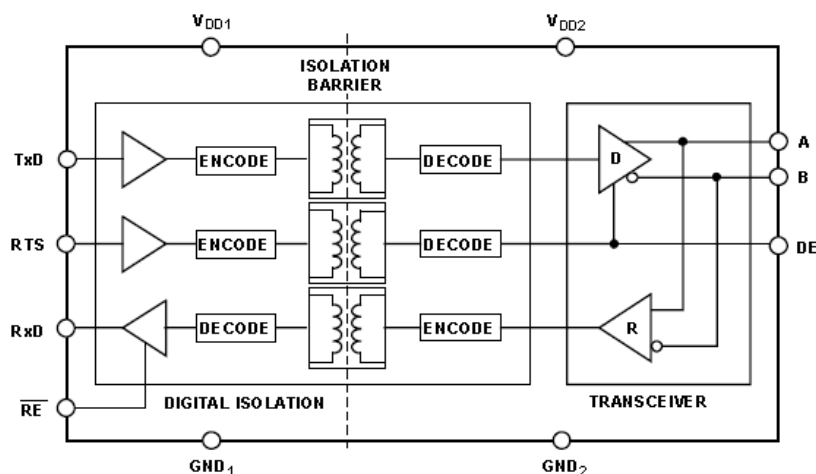 VDD1
VDD2
ISOLATION
BARRIER
TxD
ENCODE
DECODE
D
A
B
RTS
ENCODE
DECODE
DE
RxD
DECODE
ENCODE
R
RE
DIGITAL ISOLATION
TRANSCEIVER
GND1
GND2